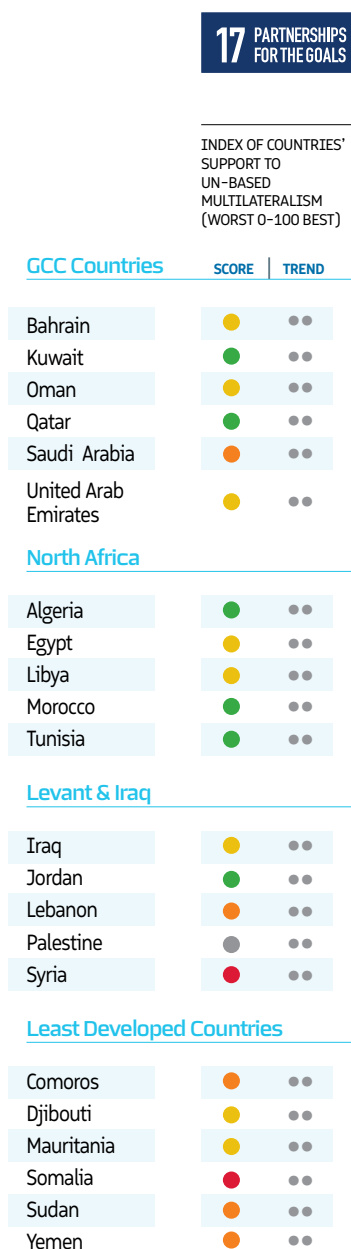 17 PARTNERSHIPS
FOR THE GOALS
INDEX OF COUNTRIES'
SUPPORT TO
UN-BASED
MULTILATERALISM
(WORST 0-100 BEST)
GCC Countries SCORE TREND
Bahrain
Kuwait
Oman
Qatar
Saudi Arabia
United Arab
Emirates
North Africa
Algeria
Egypt
Libya
Morocco
Tunisia
Levant & Iraq
Iraq
Jordan
Lebanon
Palestine
Syria
Least Developed Countries
Comoros
Djibouti
Mauritania
Somalia
Sudan
Yemen